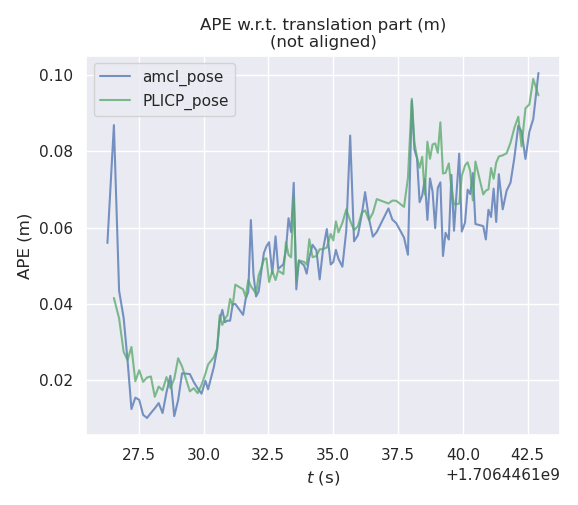 APE w.r.t. translation part (m)
(not aligned)
amcl_pose
PLICP_pose
APE (m)
0.10
0.08
0.06
0.04
0.02
27.5 30.0 32.5 35.0 37.5 40.0 42.5
t (s)
+1.7064461e9